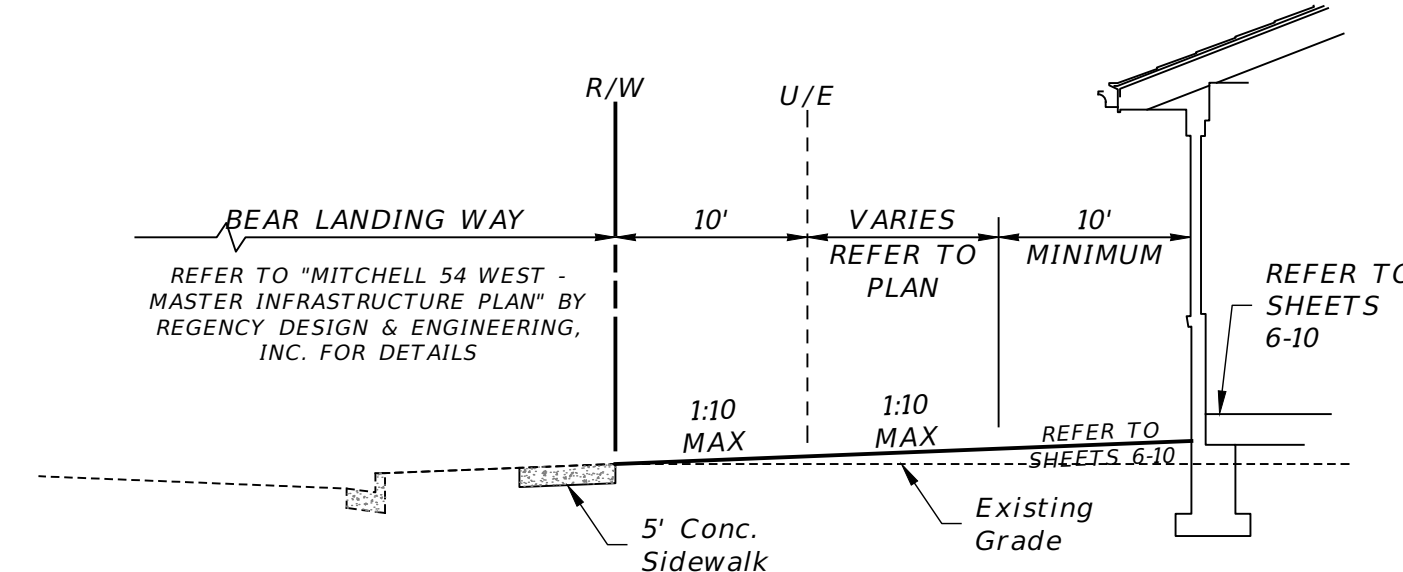 R/W
U/E
BEAR LANDING WAY
10'
VARIES
10'
REFER TO
PLAN
MINIMUM
REFER TO "MITCHELL 54 WEST -
MASTER INFRASTRUCTURE PLAN" BY
REGENCY DESIGN & ENGINEERING,
INC. FOR DETAILS
REFER TO
SHEETS
6-10
1:10
MAX
1:10
MAX
REFER TO
SHEETS 6-10
5' Conc.
Sidewalk
Existing
Grade